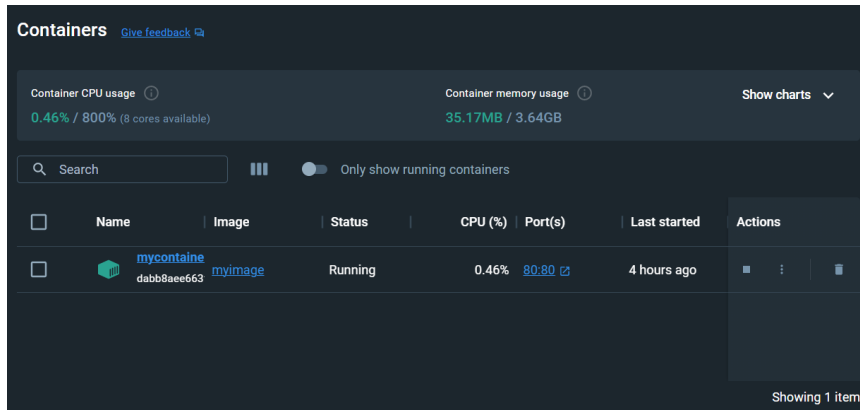 Containers Give feedback
Container CPU usage Container memory usage Show charts
0.46% / 800% (8 cores available) 35.17MB / 3.64GB
Search Only show running containers
Name Image Status CPU (%) Port(s) Last started Actions
mycontaine
dabb8aee663 myimage Running 0.46% 80:80 4 hours ago
Showing 1 item